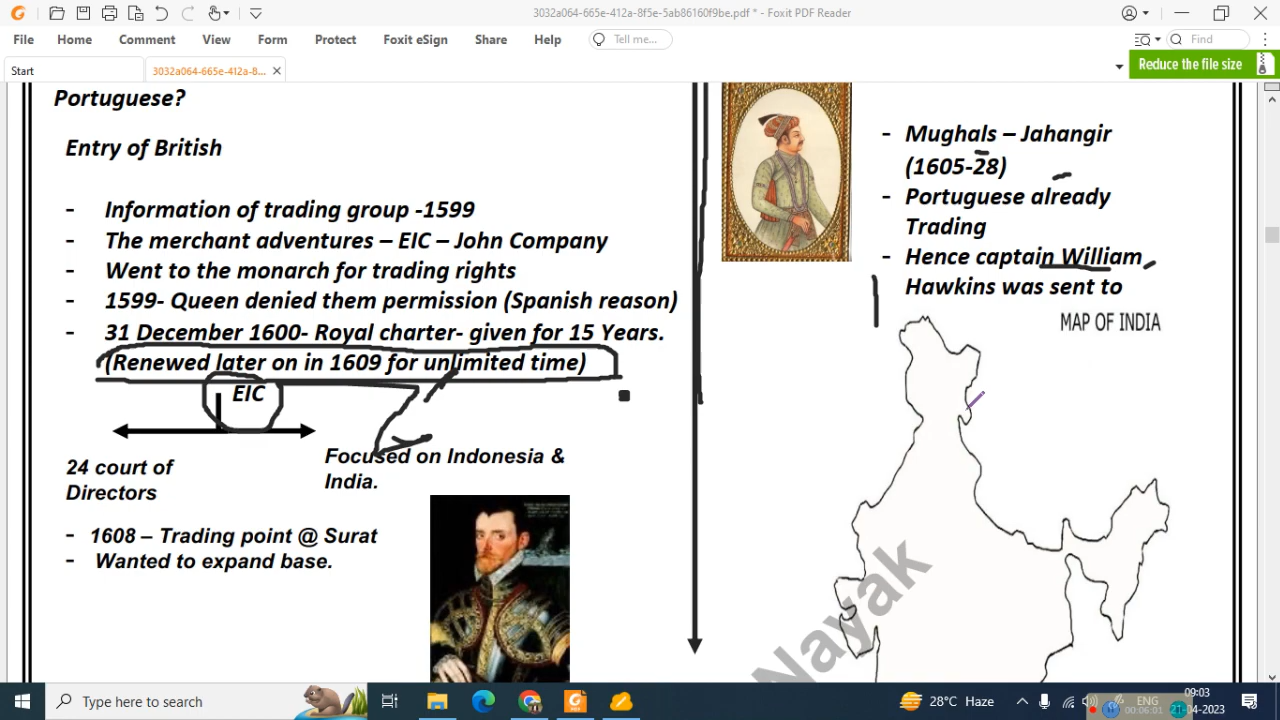 3032a064-665e-412a-8f5e-5ab86160f9be.pdf * - Foxit PDF Reader
File Home Comment View Form Protect Foxit eSign Share Help Tell me... Find
Start 3032a064-665e-412a-8... Reduce the file size
Portuguese?
Entry of British
- Information of trading group -1599
- The merchant adventures – EIC – John Company
- Went to the monarch for trading rights
- 1599- Queen denied them permission (Spanish reason)
- 31 December 1600- Royal charter- given for 15 Years.
(Renewed later on in 1609 for unlimited time)
EIC
24 court of
Directors
Focused on Indonesia &
India.
- 1608 – Trading point @ Surat
- Wanted to expand base.
- Mughals – Jahangir
(1605-28)
- Portuguese already
Trading
- Hence captain William
Hawkins was sent to
MAP OF INDIA
Nayak
Type here to search
28°C Haze
ENG
09:03
21-04-2023
00:06:01